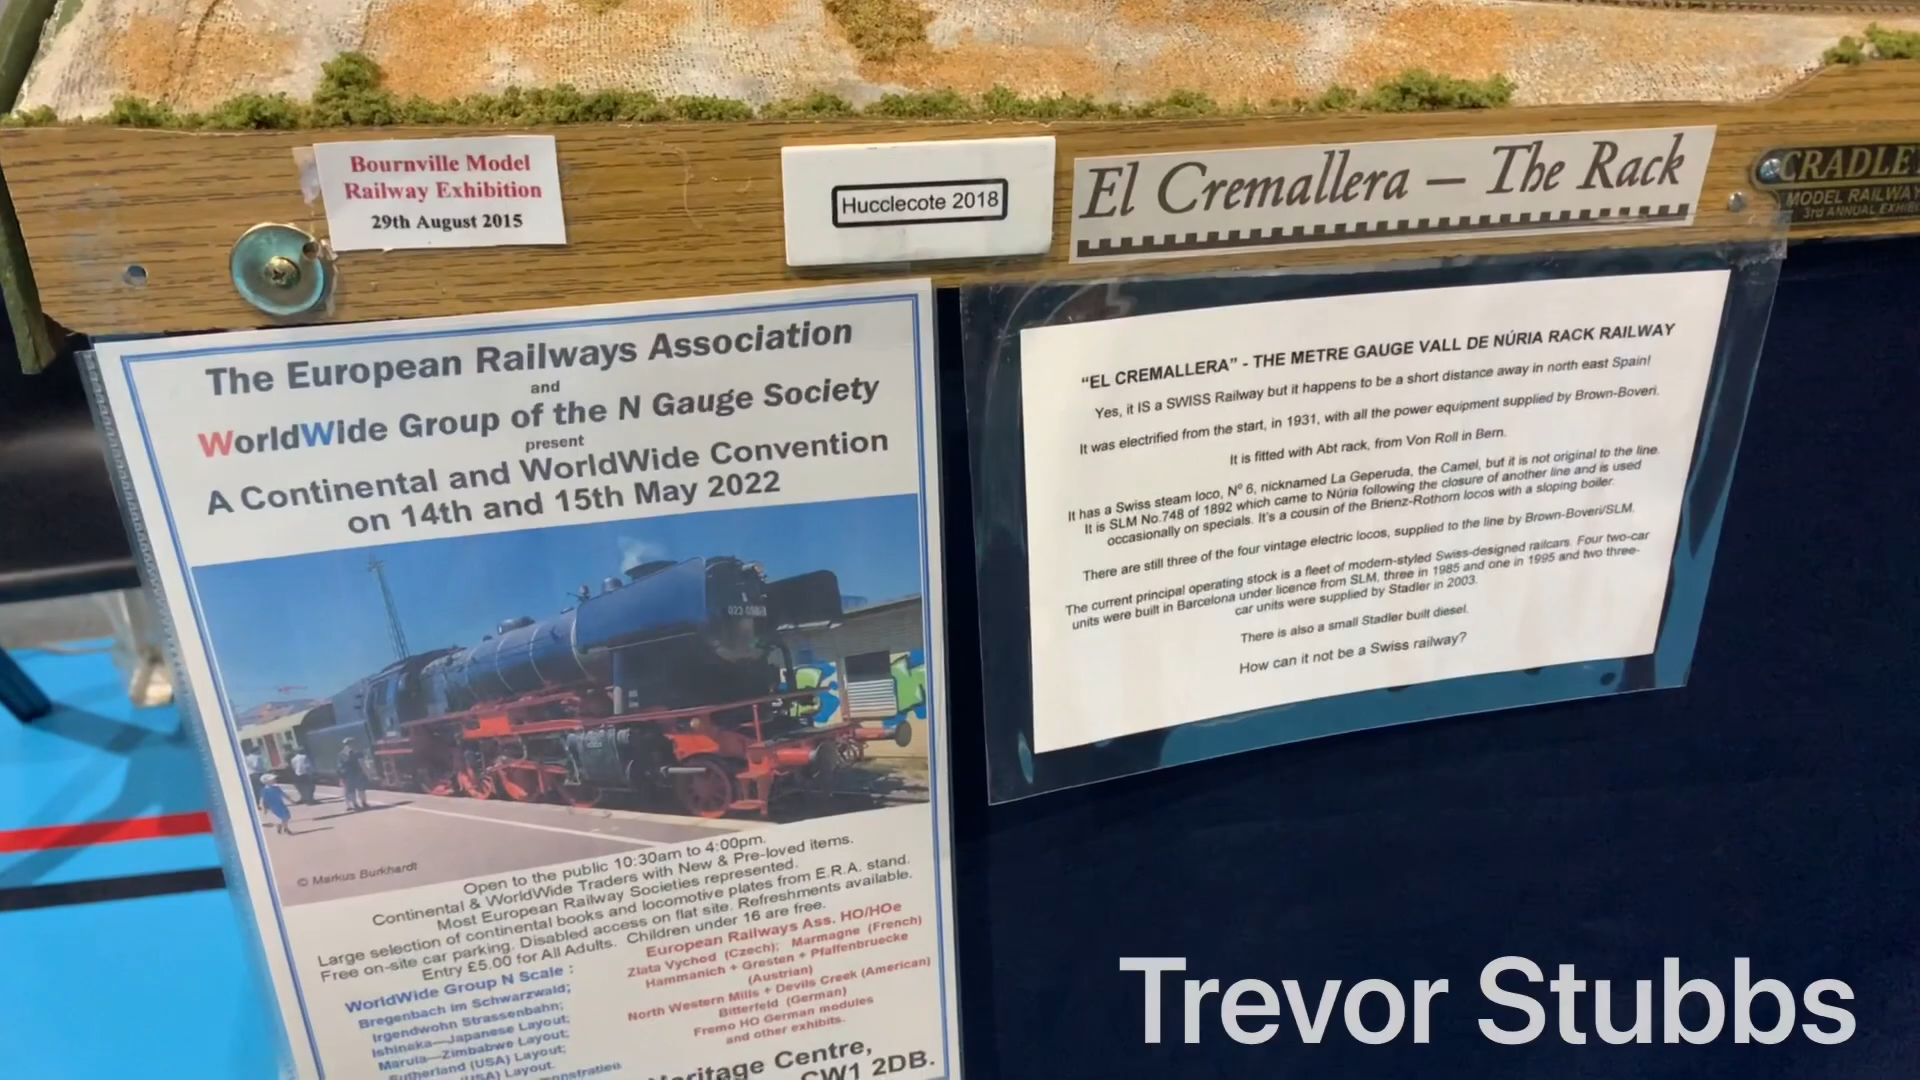 Bournville Model
Railway Exhibition
29th August 2015
Hucclecote 2018
El Cremallera – The Rack
MODEL RAILWAY
3rd ANNUAL
The European Railways Association
and
WorldWide Group of the N Gauge Society
present
A Continental and WorldWide Convention
on 14th and 15th May 2022
© Markus Burkhardt
Open to the public 10:30am to 4:00pm.
Continental & WorldWide Traders with New & Pre-loved items.
Most European Railway Societies represented.
Large selection of continental books and locomotive plates from E.R.A. stand.
Free on-site car parking. Disabled access on flat site. Refreshments available.
Entry £5.00 for All Adults. Children under 16 are free.
WorldWide Group N Scale :
Bregenbach im Schwarzwald;
Irgendwohn Strassenbahn;
Ishinaka—Japanese Layout;
Marula—Zimbabwe Layout;
Sutherland (USA) Layout;
(USA) Layout.
European Railways Ass. HO/HOe
Zlata Vychod (Czech); Marmagne (French)
Hammanich + Gresten + Pfaffenbruecke
(Austrian)
North Western Mills + Devils Creek (American)
Bitterfeld (German)
Fremo HO German modules
and other exhibits.
Heritage Centre,
CW1 2DB.
“EL CREMALLERA” - THE METRE GAUGE VALL DE NÚRIA RACK RAILWAY
Yes, it IS a SWISS Railway but it happens to be a short distance away in north east Spain!
It was electrified from the start, in 1931, with all the power equipment supplied by Brown-Boveri.
It is fitted with Abt rack, from Von Roll in Bern.
It has a Swiss steam loco, Nº 6, nicknamed La Geperuda, the Camel, but it is not original to the line.
It is SLM No.748 of 1892 which came to Núria following the closure of another line and is used
occasionally on specials. It's a cousin of the Brienz-Rothorn locos with a sloping boiler.
There are still three of the four vintage electric locos, supplied to the line by Brown-Boveri/SLM.
The current principal operating stock is a fleet of modern-styled Swiss-designed railcars. Four two-car
units were built in Barcelona under licence from SLM, three in 1985 and one in 1995 and two three-
car units were supplied by Stadler in 2003.
There is also a small Stadler built diesel.
How can it not be a Swiss railway?
Trevor Stubbs